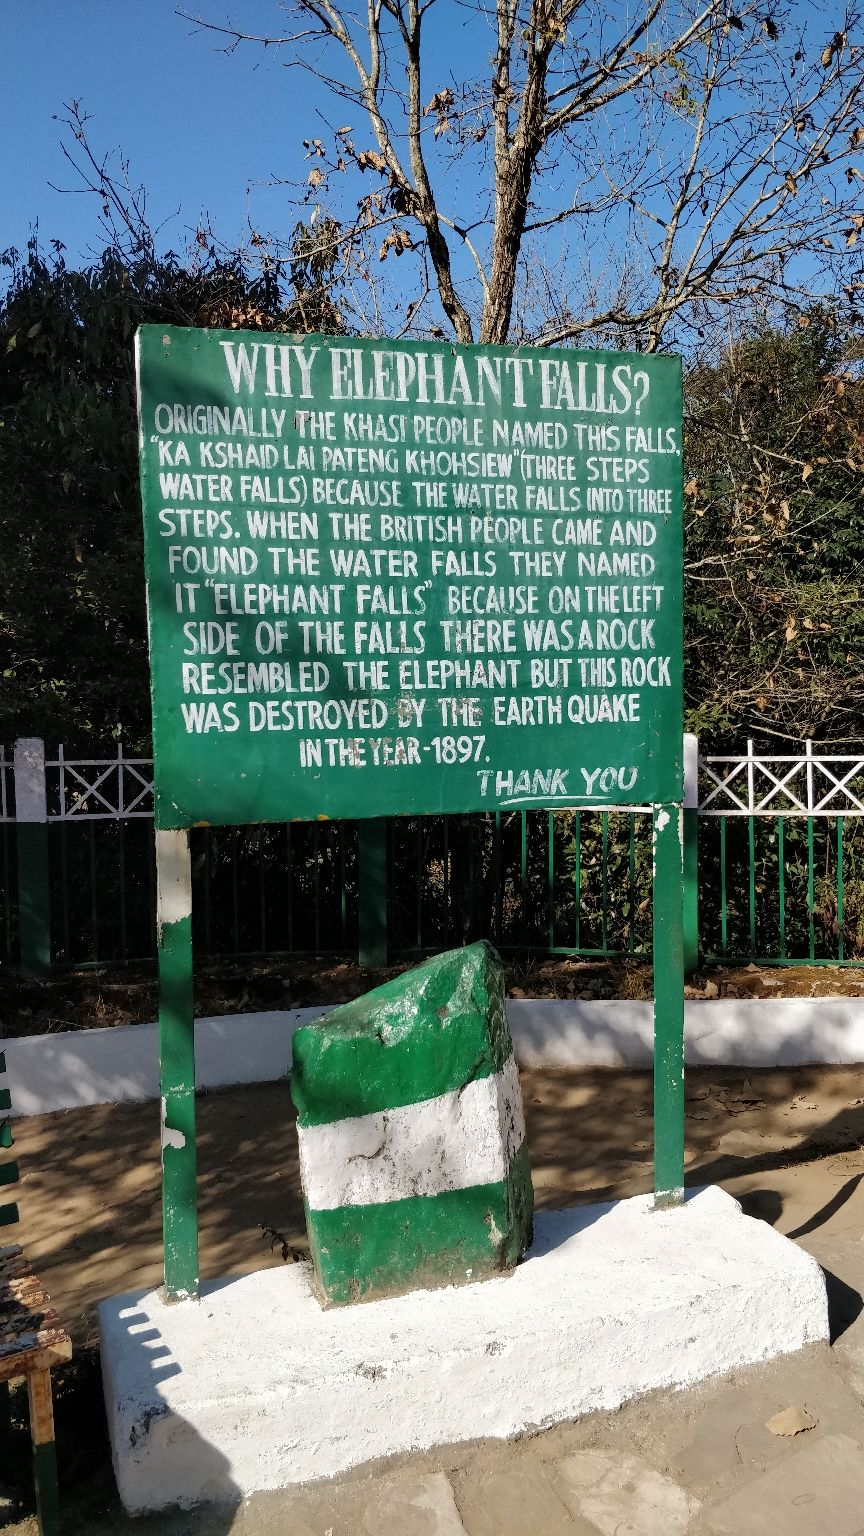 WHY ELEPHANT FALLS?
ORIGINALLY THE KHASI PEOPLE NAMED THIS FALLS,
"KA KSHAID LAI PATENG KHOHSIEW" (THREE STEPS
WATER FALLS) BECAUSE THE WATER FALLS INTO THREE
STEPS. WHEN THE BRITISH PEOPLE CAME AND
FOUND THE WATER FALLS THEY NAMED
IT "ELEPHANT FALLS" BECAUSE ON THE LEFT
SIDE OF THE FALLS THERE WAS A ROCK
RESEMBLED THE ELEPHANT BUT THIS ROCK
WAS DESTROYED BY THE EARTH QUAKE
IN THE YEAR-1897.
THANK YOU